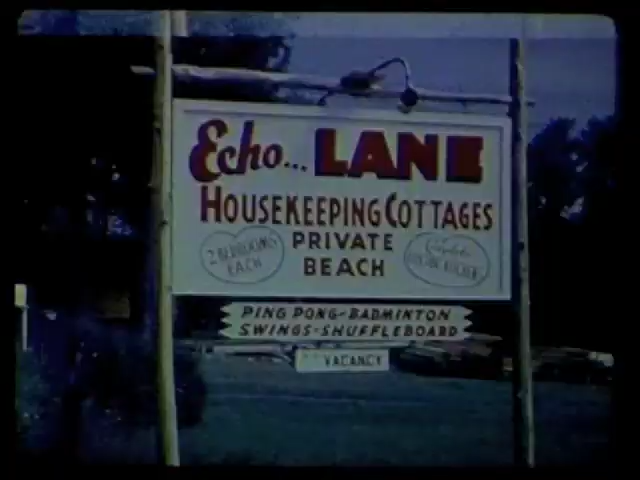 Echo... LANE
HOUSEKEEPING COTTAGES
2 BEDROOMS
EACH
PRIVATE
BEACH
PING PONG-BADMINTON
SWINGS-SHUFFLEBOARD
VACANCY